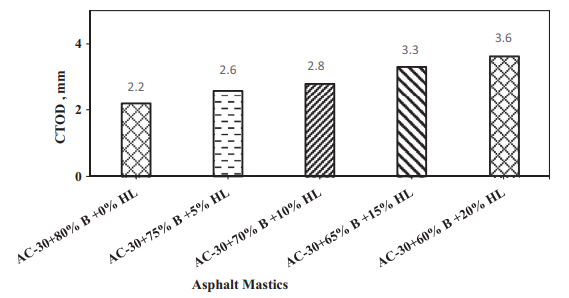 4
2
0
CTOD , mm
2.2
2.6
2.8
3.3
3.6
AC-30+80% B +0% HL
AC-30+75% B +5% HL
AC-30+70% B +10% HL
AC-30+65% B +15% HL
AC-30+60% B +20% HL
Asphalt Mastics